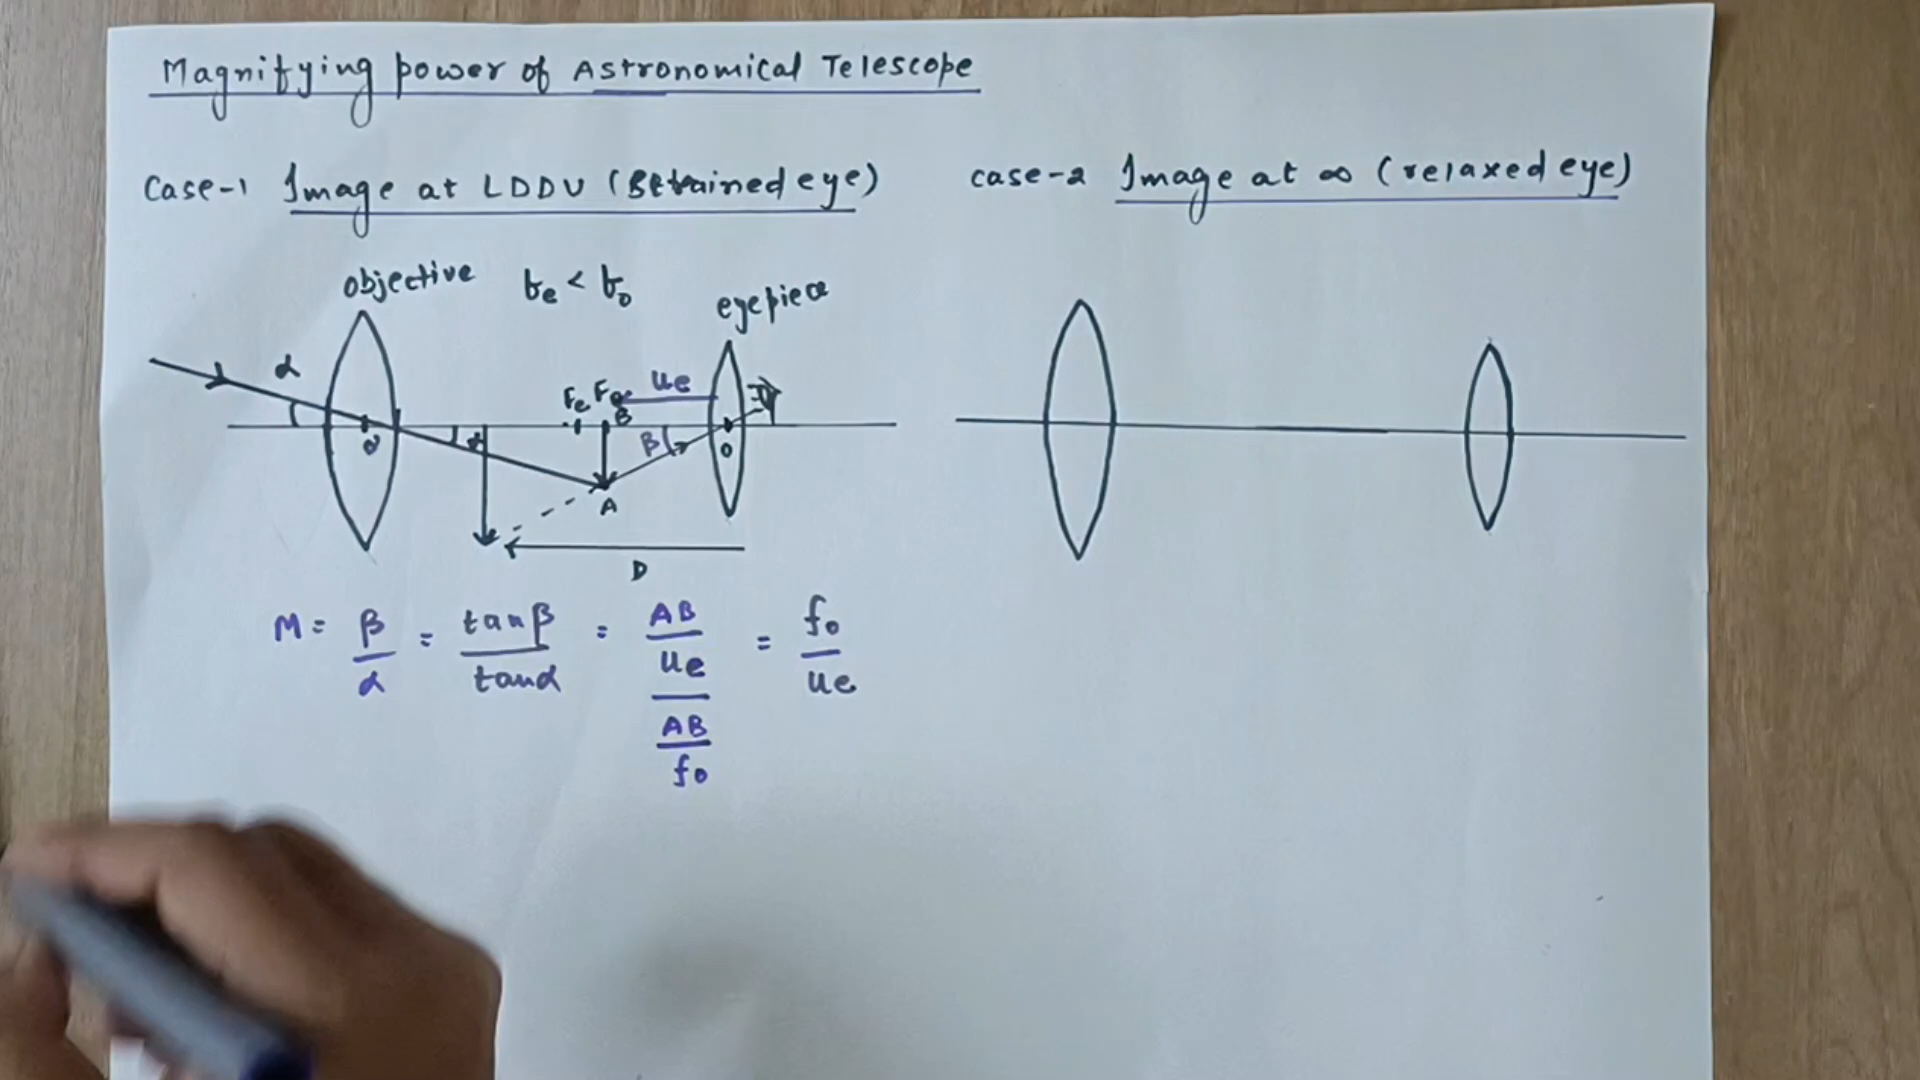 Magnifying power of Astronomical Telescope
Case-1 Image at LDDV (Strained eye)
case-2 Image at ∞ (relaxed eye)
objective
fe < fo
eyepiece
α
Fe Fo
ue
B
β
O
A
D
M = β/α = tanβ/tanα = (AB/ue)/(AB/fo) = fo/ue